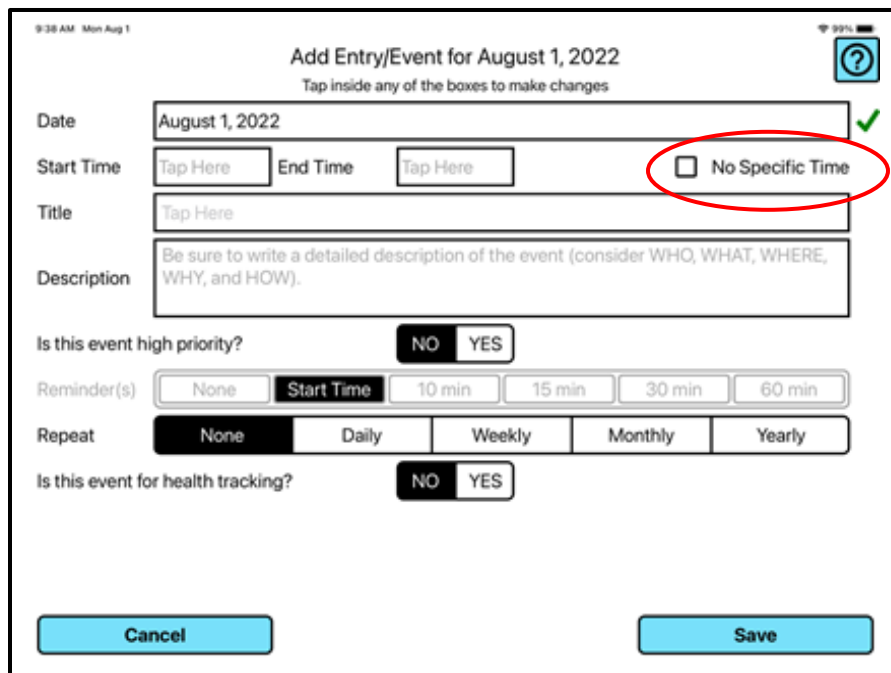 9:38 AM Mon Aug 1 99%
Add Entry/Event for August 1, 2022
?
Tap inside any of the boxes to make changes
Date August 1, 2022
Start Time Tap Here End Time Tap Here No Specific Time
Title Tap Here
Description Be sure to write a detailed description of the event (consider WHO, WHAT, WHERE,
WHY, and HOW).
Is this event high priority? NO YES
Reminder(s) None Start Time 10 min 15 min 30 min 60 min
Repeat None Daily Weekly Monthly Yearly
Is this event for health tracking? NO YES
Cancel Save